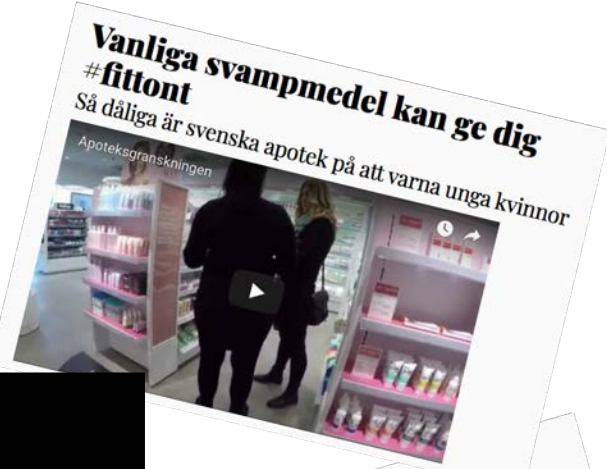 Vanliga svampmedel kan ge dig
#fittont
Så dåliga är svenska apotek på att varna unga kvinnor
Apoteksgranskningen